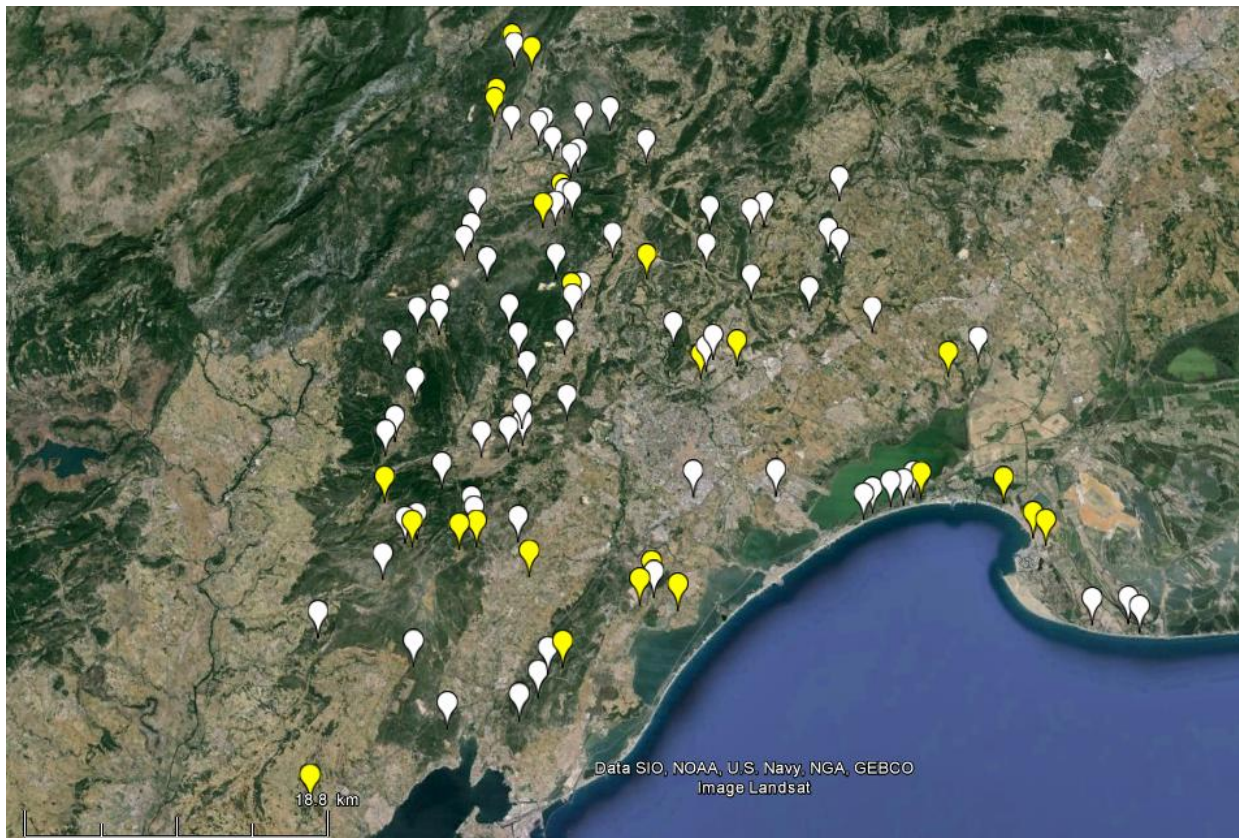 Data SIO, NOAA, U.S. Navy, NGA, GEBCO
Image Landsat
18.8 km